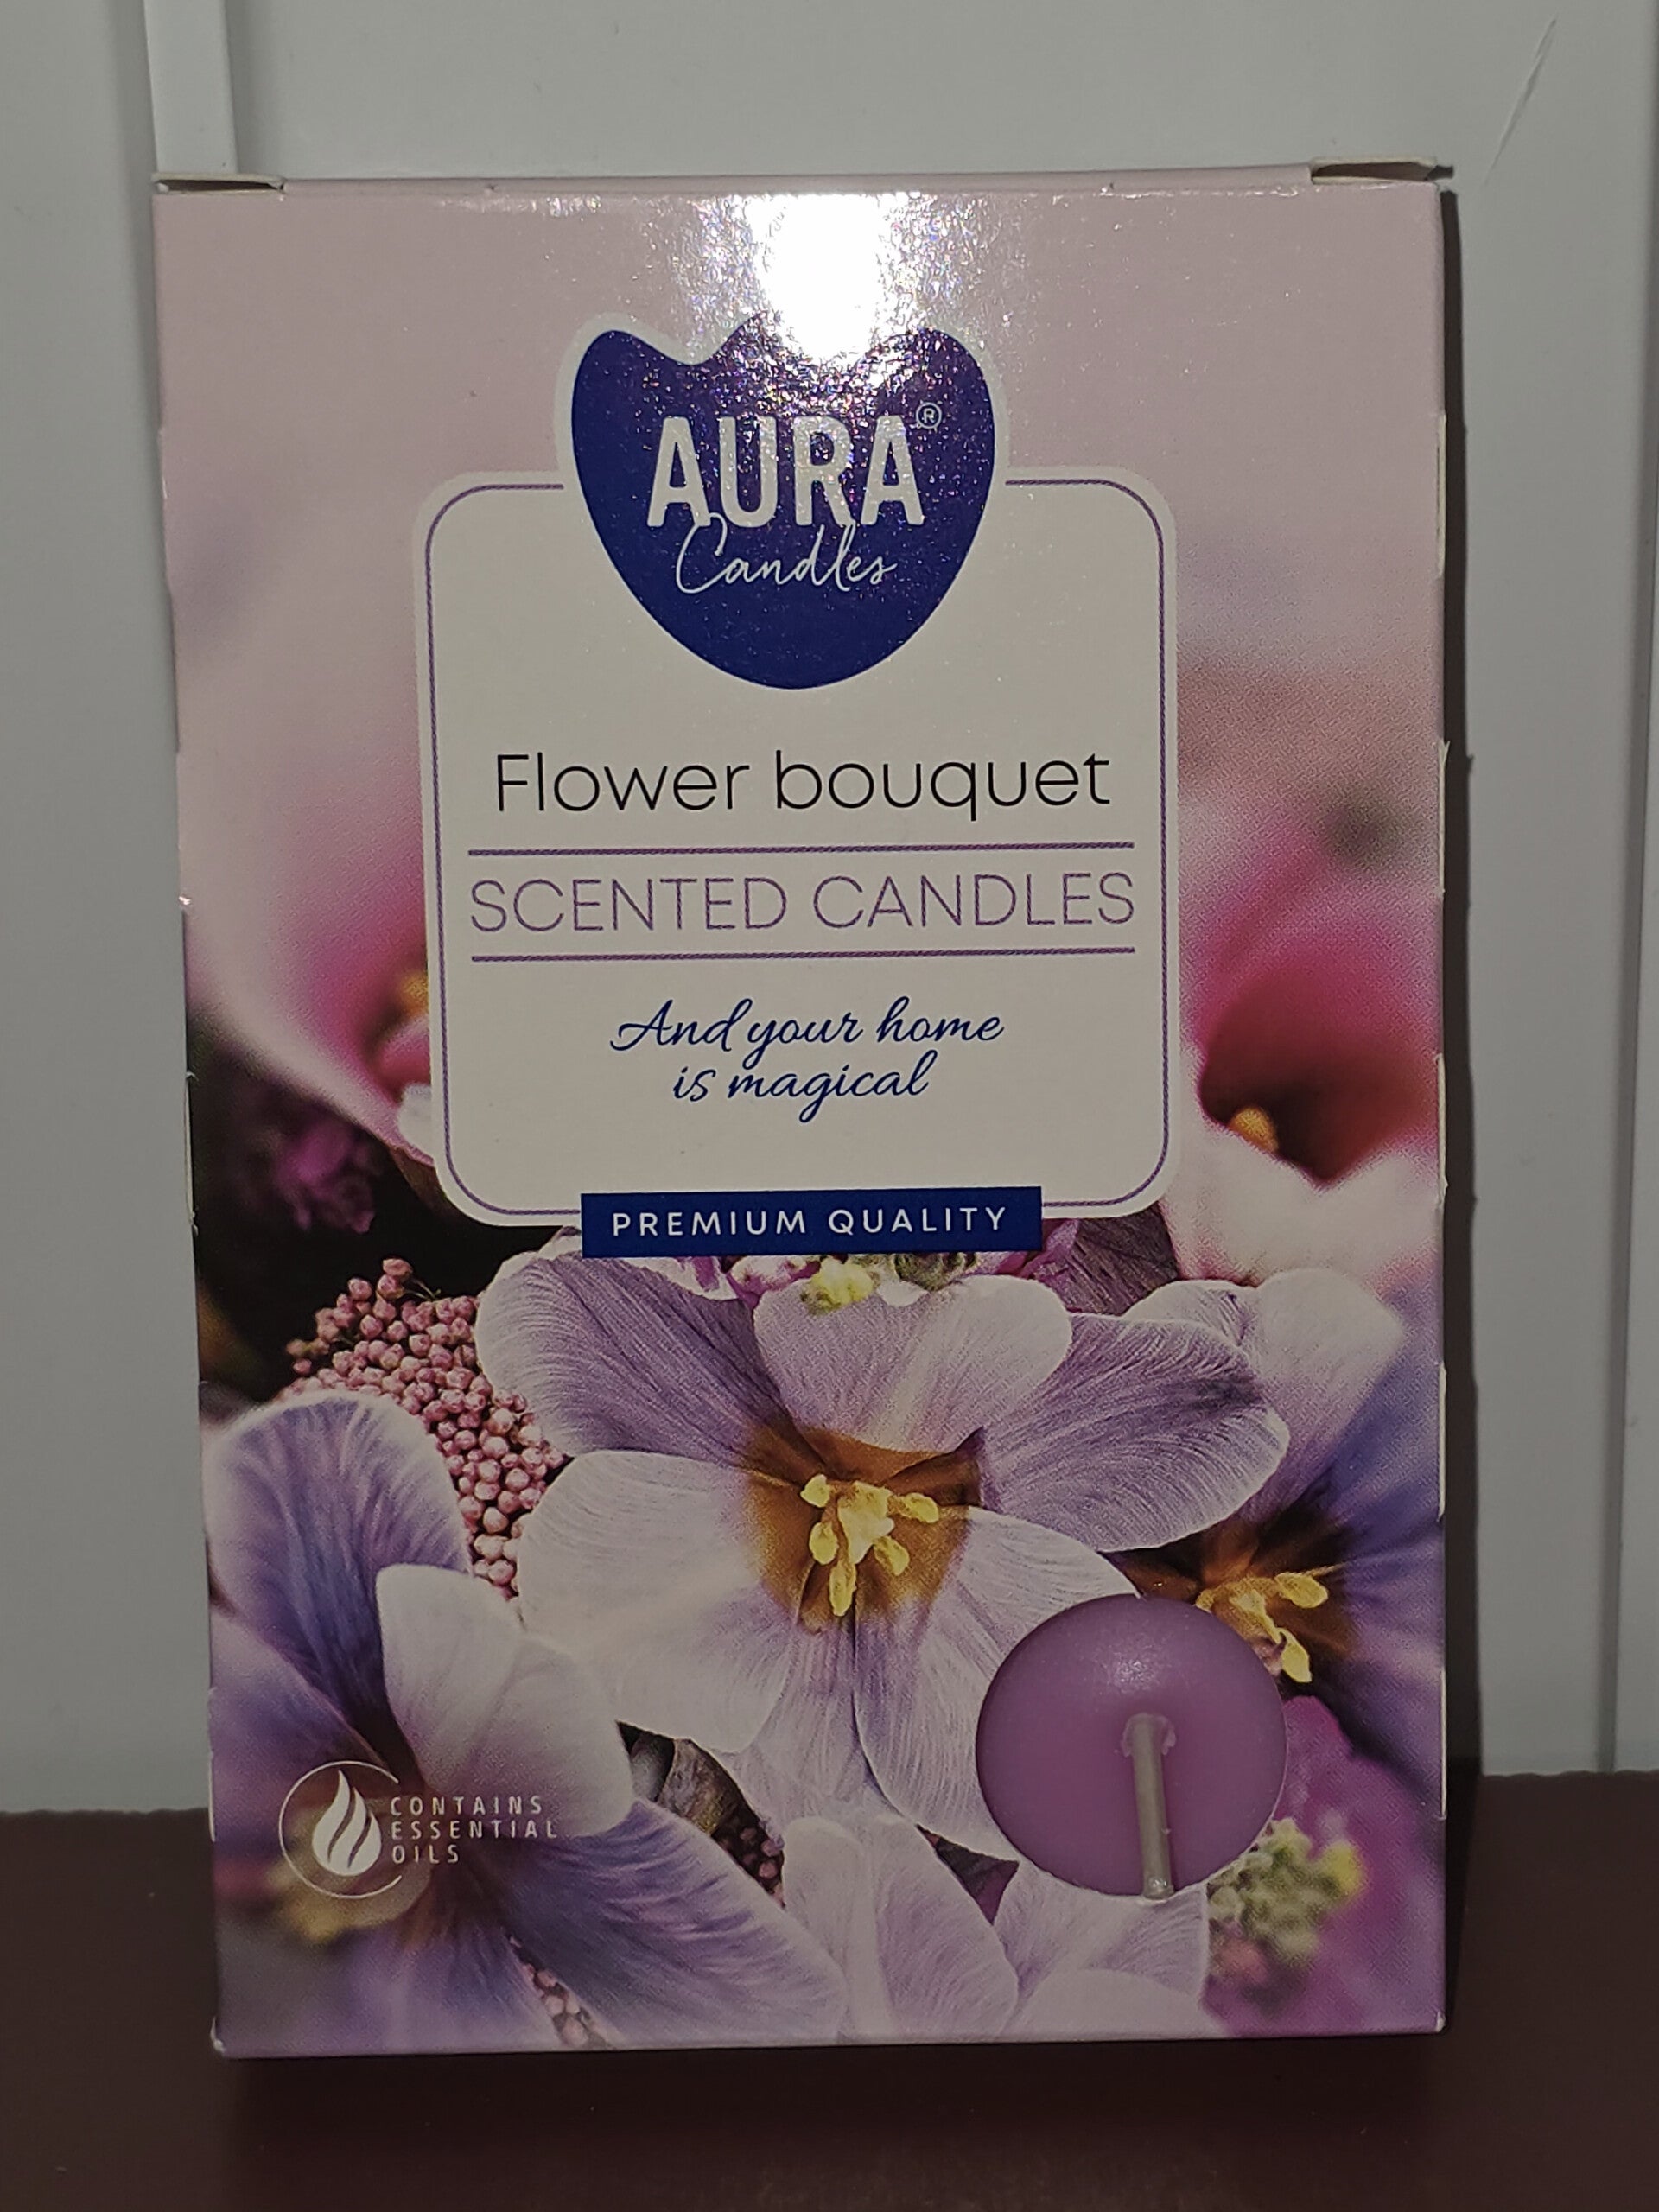 AURA®
Candles
Flower bouquet
SCENTED CANDLES
And your home
is magical
PREMIUM QUALITY
CONTAINS
ESSENTIAL
OILS